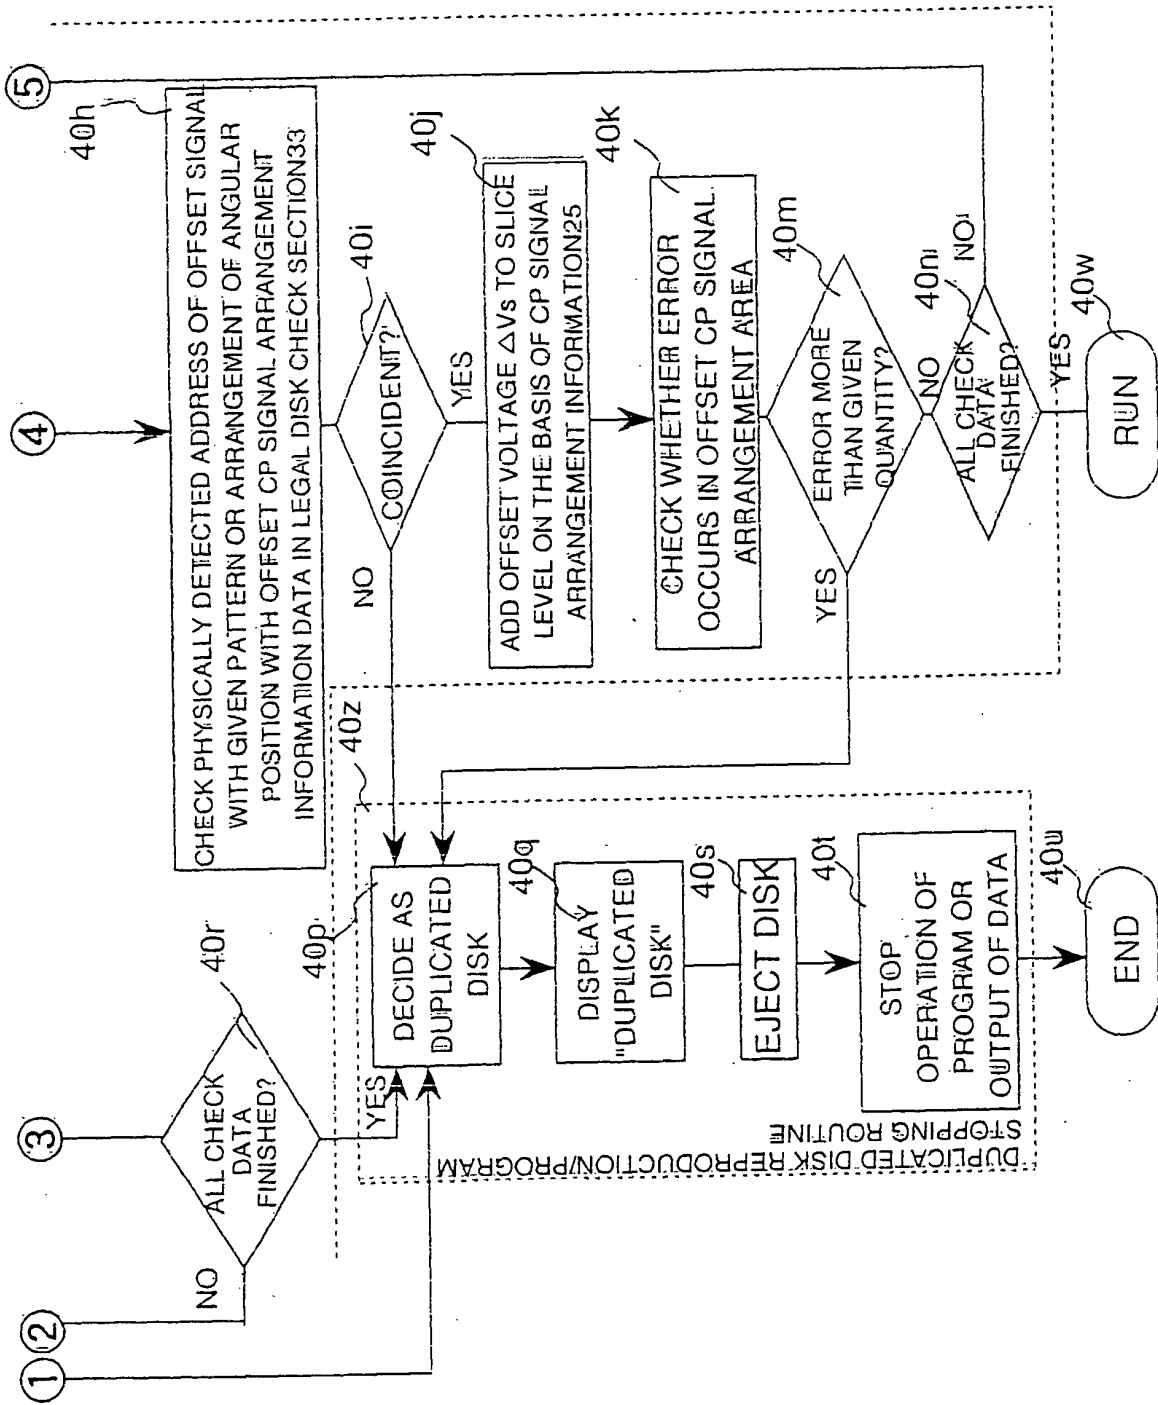 ①
②
③
④
⑤
40h
CHECK PHYSICALLY DETECTED ADDRESS OF OFFSET SIGNAL
WITH GIVEN PATTERN OR ARRANGEMENT OF ANGULAR
POSITION WITH OFFSET CP SIGNAL ARRANGEMENT
INFORMATION DATA IN LEGAL DISK CHECK SECTION33
40i
COINCIDENT?
NO
YES
40j
ADD OFFSET VOLTAGE △Vs TO SLICE
LEVEL ON THE BASIS OF CP SIGNAL
ARRANGEMENT INFORMATION25
40k
CHECK WHETHER ERROR
OCCURS IN OFFSET CP SIGNAL
ARRANGEMENT AREA
40m
ERROR MORE
THAN GIVEN
QUANTITY?
YES
NO
40n
ALL CHECK
DATA
FINISHED?
NO
YES
40w
RUN
40r
ALL CHECK
DATA
FINISHED?
NO
YES
40z
40p
DECIDE AS
DUPLICATED
DISK
40q
DISPLAY
"DUPLICATED
DISK"
40s
EJECT DISK
40t
STOP
OPERATION OF
PROGRAM OR
OUTPUT OF DATA
40u
END
DUPLICATED DISK REPRODUCTION/PROGRAM
STOPPING ROUTINE